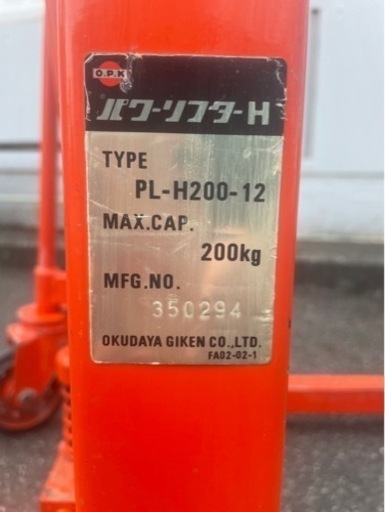 O.P.K
パワーリフターH
TYPE
PL-H200-12
MAX.CAP.
200kg
MFG.NO.
350294
OKUDAYA GIKEN CO.,LTD.
FA02-02-1